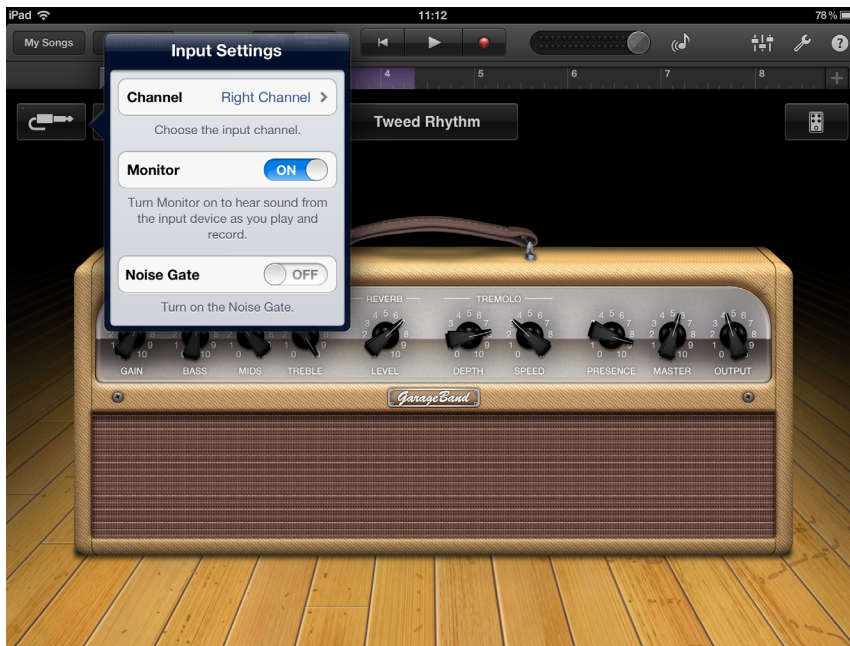 iPad 11:12 78 %
My Songs
Input Settings
4 5 6 7 8
Channel Right Channel
Choose the input channel.
Tweed Rhythm
Monitor ON
Turn Monitor on to hear sound from
the input device as you play and
record.
Noise Gate OFF
Turn on the Noise Gate.
REVERB TREMOLO
GAIN BASS MIDS TREBLE LEVEL DEPTH SPEED PRESENCE MASTER OUTPUT
GarageBand